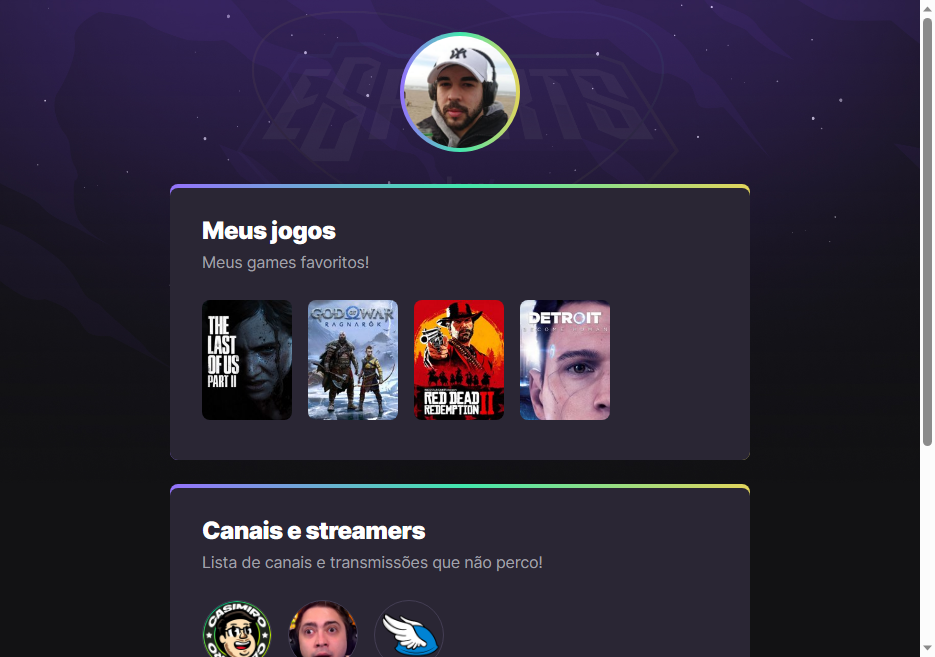 ESPORTS
Meus jogos
Meus games favoritos!
THE
LAST
OF US
PART II
GOD OF WAR
RAGNARÖK
RED DEAD
REDEMPTION II
DETROIT
BECOME HUMAN
Canais e streamers
Lista de canais e transmissões que não perco!
CASIMIRO